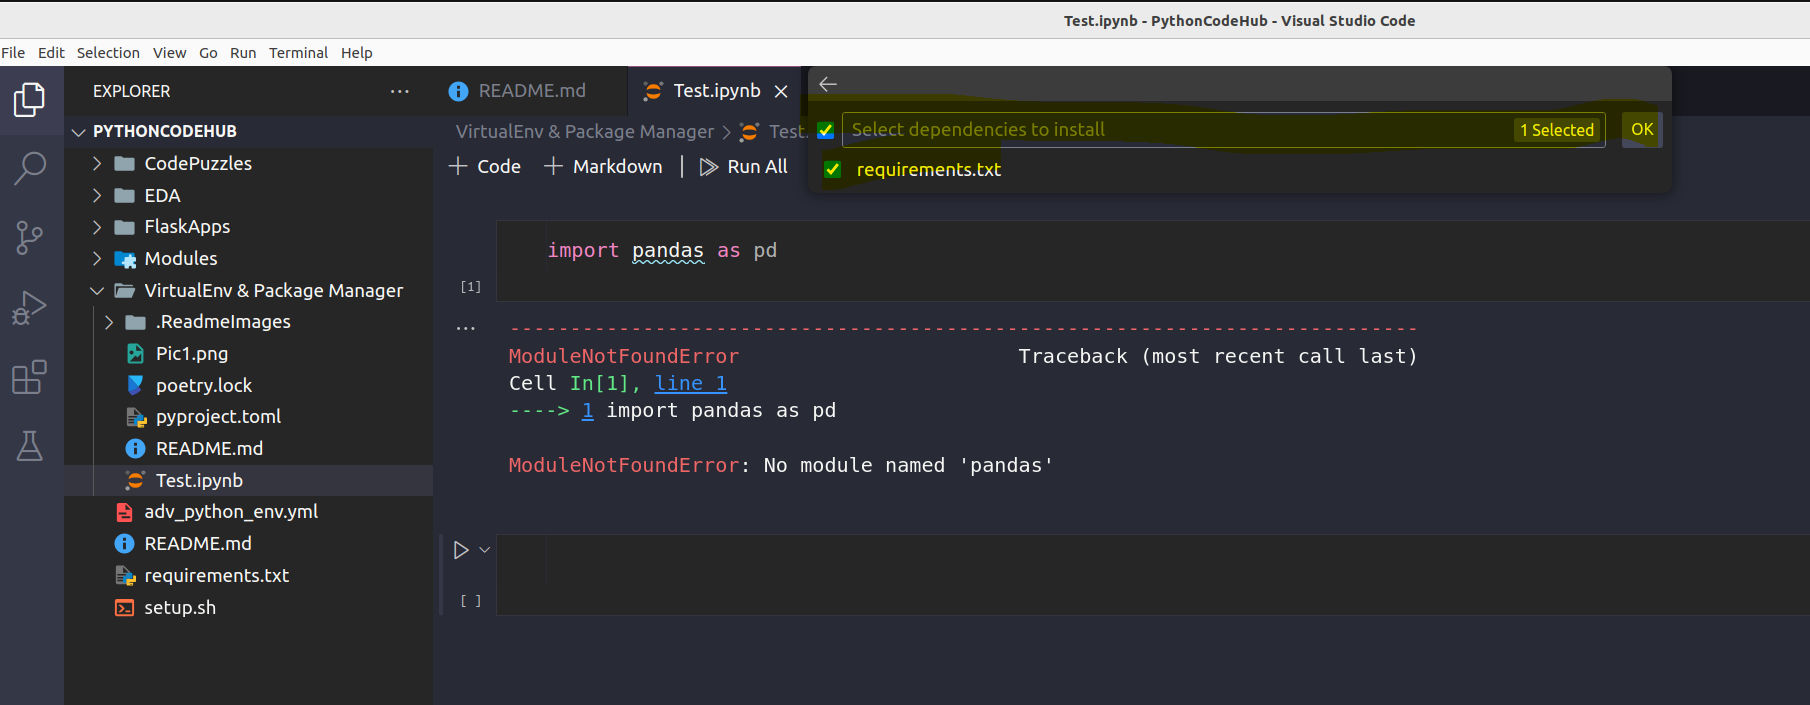 Test.ipynb - PythonCodeHub - Visual Studio Code
File Edit Selection View Go Run Terminal Help
EXPLORER ...
PYTHONCODEHUB
CodePuzzles
EDA
FlaskApps
Modules
VirtualEnv & Package Manager
.ReadmeImages
Pic1.png
poetry.lock
pyproject.toml
README.md
Test.ipynb
adv_python_env.yml
README.md
requirements.txt
setup.sh
README.md Test.ipynb
VirtualEnv & Package Manager > Test.
+ Code + Markdown | Run All
Select dependencies to install 1 Selected OK
requirements.txt
import pandas as pd
[1]
... ---------------------------------------------------------------------------
ModuleNotFoundError Traceback (most recent call last)
Cell In[1], line 1
----> 1 import pandas as pd
ModuleNotFoundError: No module named 'pandas'
[ ]